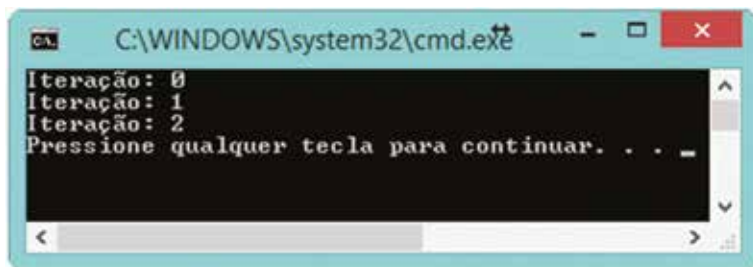 C:\WINDOWS\system32\cmd.exe
Iteração: 0
Iteração: 1
Iteração: 2
Pressione qualquer tecla para continuar. . . _